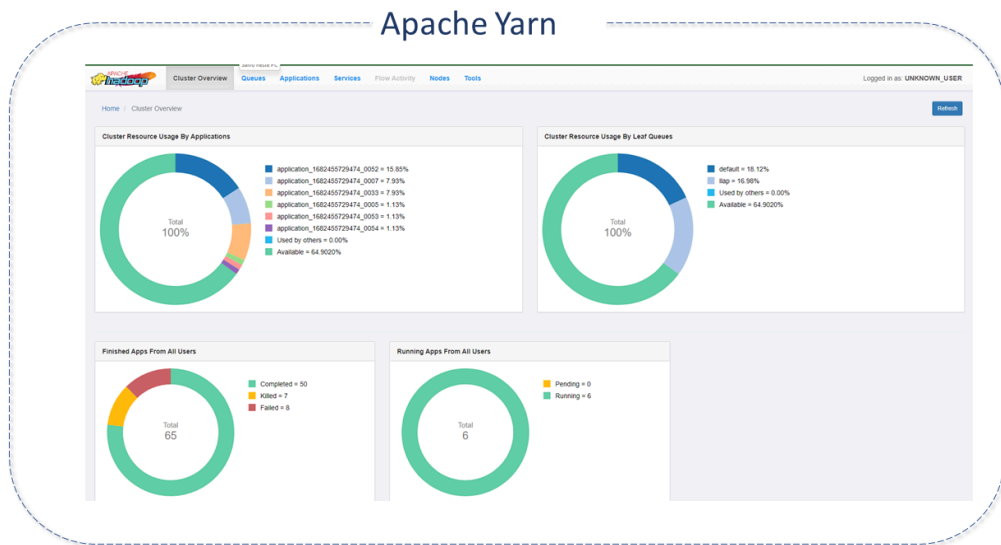 Apache Yarn
APACHE
hadoop
Cluster Overview
Queues
Applications
Services
Flow Activity
Nodes
Tools
Logged in as: UNKNOWN_USER
Home / Cluster Overview
Refresh
Cluster Resource Usage By Applications
Total
100%
application_1682455729474_0052 = 15.85%
application_1682455729474_0007 = 7.93%
application_1682455729474_0033 = 7.93%
application_1682455729474_0005 = 1.13%
application_1682455729474_0053 = 1.13%
application_1682455729474_0054 = 1.13%
Used by others = 0.00%
Available = 64.9020%
Cluster Resource Usage By Leaf Queues
Total
100%
default = 18.12%
llap = 16.98%
Used by others = 0.00%
Available = 64.9020%
Finished Apps From All Users
Total
65
Completed = 50
Killed = 7
Failed = 8
Running Apps From All Users
Total
6
Pending = 0
Running = 6